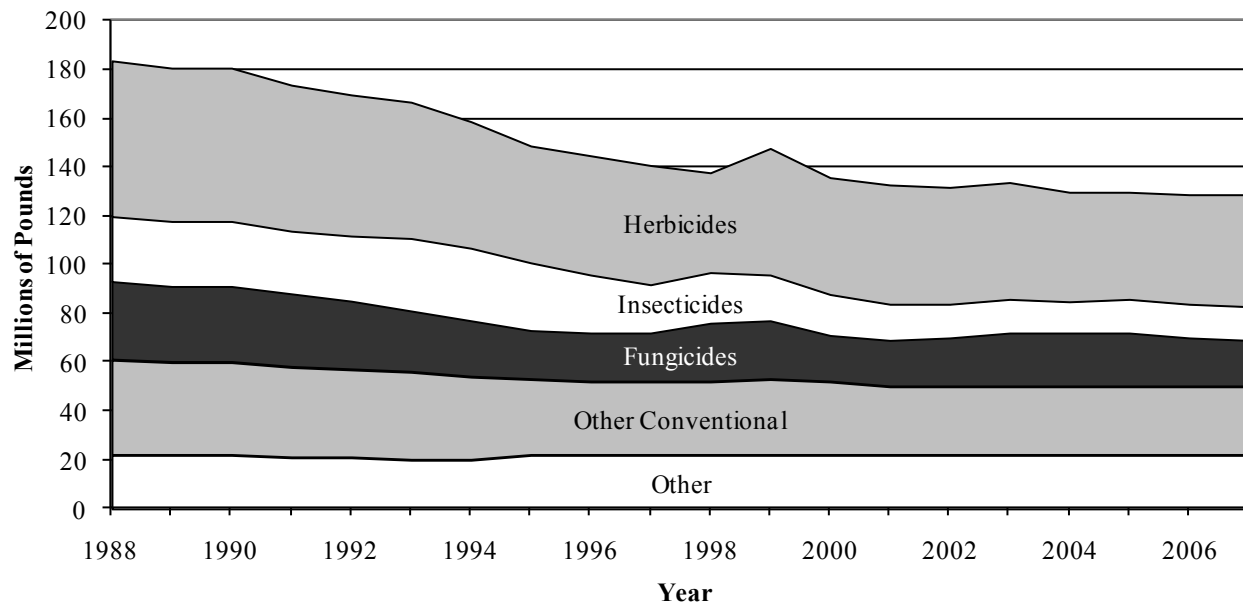 200
180
160
140
120
100
80
60
40
20
0
Millions of Pounds
Herbicides
Insecticides
Fungicides
Other Conventional
Other
1988 1990 1992 1994 1996 1998 2000 2002 2004 2006
Year